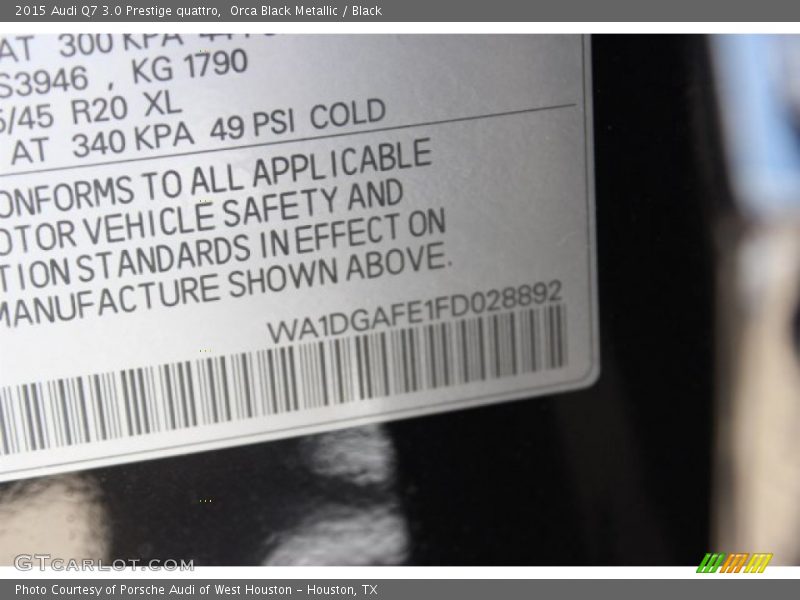 2015 Audi Q7 3.0 Prestige quattro, Orca Black Metallic / Black
AT 300 KPA
S3946 , KG 1790
/45 R20 XL
AT 340 KPA 49 PSI COLD
ONFORMS TO ALL APPLICABLE
OTOR VEHICLE SAFETY AND
TION STANDARDS IN EFFECT ON
MANUFACTURE SHOWN ABOVE.
WA1DGAFE1FD028892
GTcarlot.com
Photo Courtesy of Porsche Audi of West Houston - Houston, TX